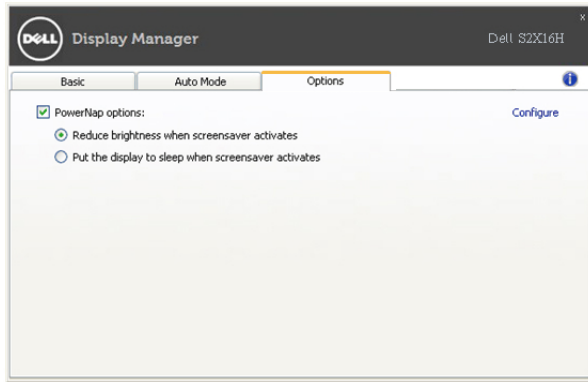 DELL Display Manager Dell S2X16H x
Basic Auto Mode Options i
PowerNap options: Configure
Reduce brightness when screensaver activates
Put the display to sleep when screensaver activates